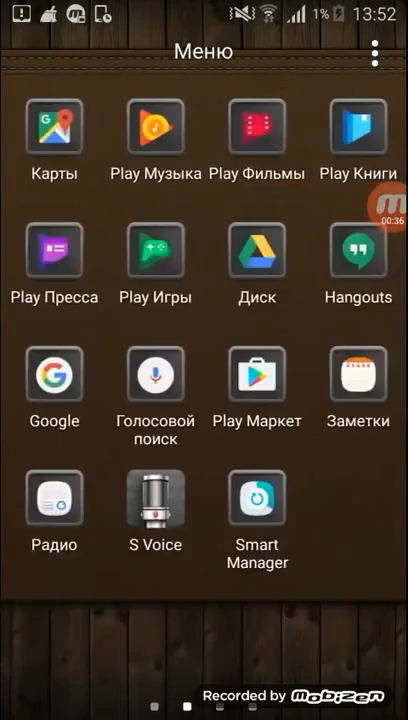 1% 13:52
Меню
Карты Play Музыка Play Фильмы Play Книги
00:36
Play Пресса Play Игры Диск Hangouts
Google Голосовой поиск Play Маркет Заметки
Радио S Voice Smart Manager
Recorded by mobizen